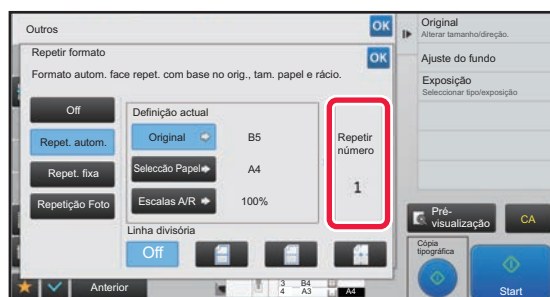 Outros
OK
Repetir formato
OK
Formato autom. face repet. com base no orig., tam. papel e rácio.
Off
Repet. autom.
Repet. fixa
Repetição Foto
Definição actual
Original
B5
Selecção Papel
A4
Escalas A/R
100%
Repetir
número
1
Linha divisória
Off
Original
Alterar tamanho/direção.
Ajuste do fundo
Exposição
Seleccionar tipo/exposição
Pré-
visualização
CA
Cópia
tipográfica
Start
Anterior
3 B4
4 A3
A4